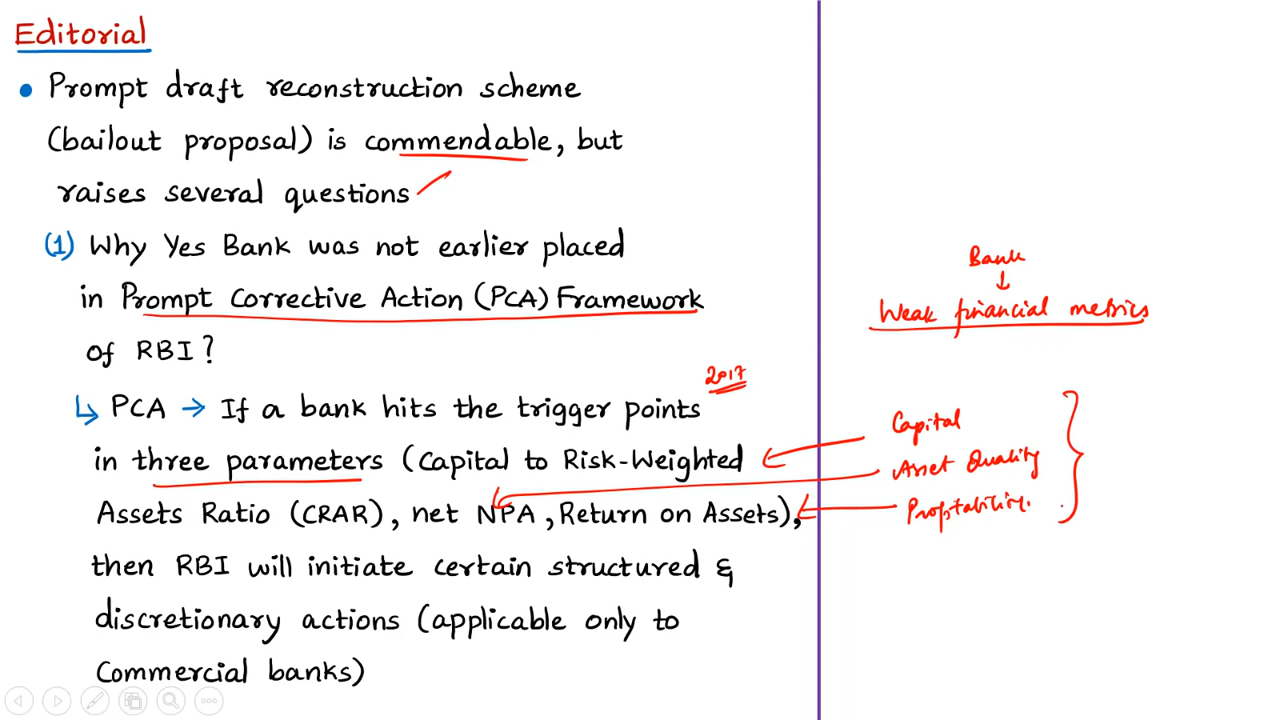 Editorial
• Prompt draft reconstruction scheme
(bailout proposal) is commendable, but
raises several questions
(1) Why Yes Bank was not earlier placed
in Prompt Corrective Action (PCA) Framework
of RBI?
2017
↳ PCA → If a bank hits the trigger points
in three parameters (Capital to Risk-Weighted
Assets Ratio (CRAR), net NPA, Return on Assets),
then RBI will initiate certain structured &
discretionary actions (applicable only to
Commercial banks)
Bank
↓
Weak financial metrics
Capital
Asset Quality
Profitability.